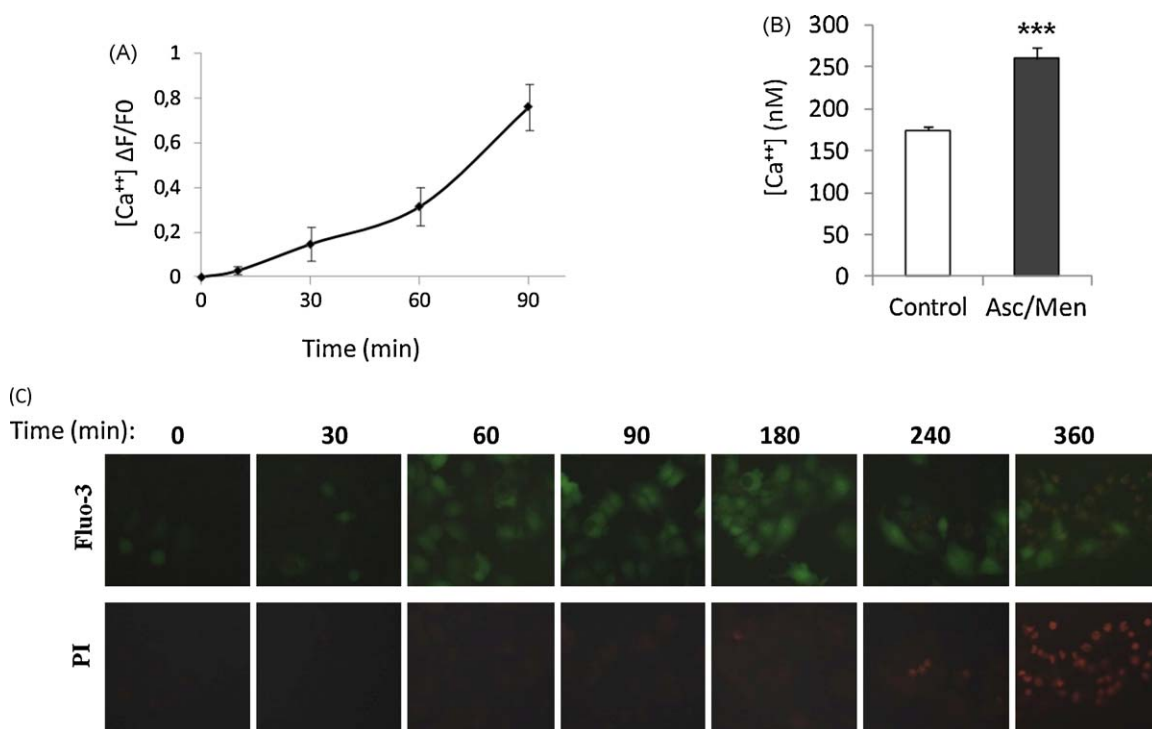 (A)
[Ca⁺⁺] ΔF/F0
1
0,8
0,6
0,4
0,2
0
0 30 60 90
Time (min)
(B)
[Ca⁺⁺] (nM)
300
250
200
150
100
50
0
***
Control Asc/Men
(C)
Time (min): 0 30 60 90 180 240 360
Fluo-3
PI